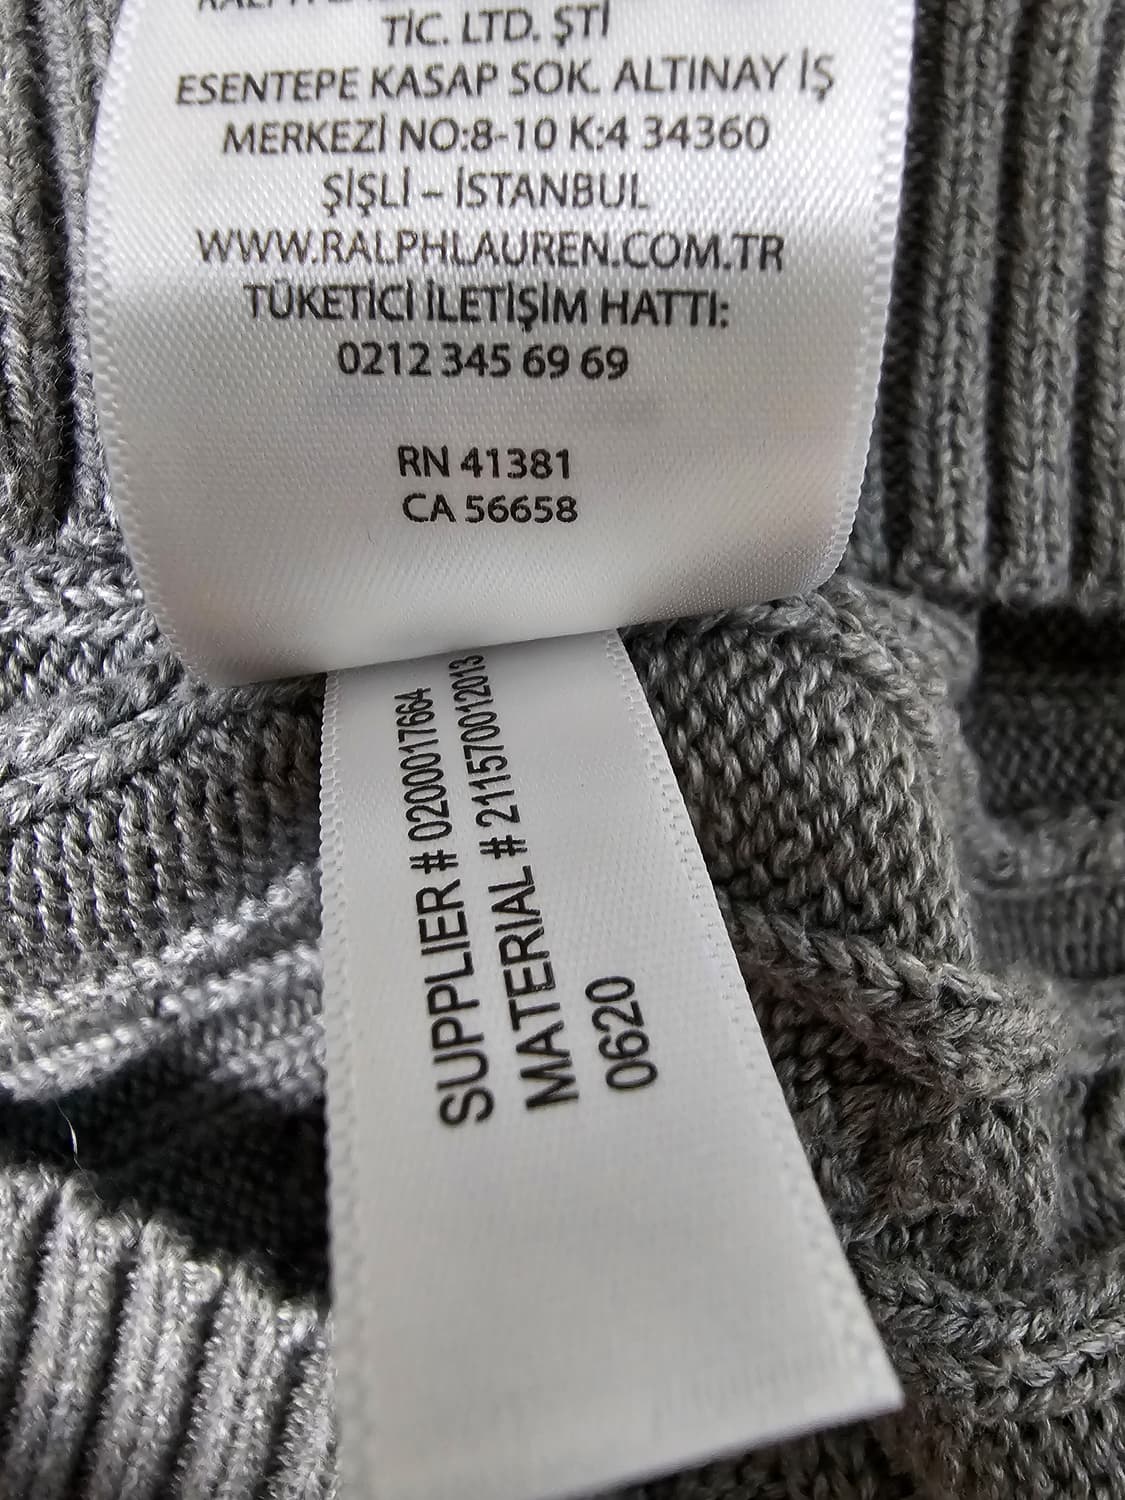 TİC. LTD. ŞTİ
ESENTEPE KASAP SOK. ALTINAY İŞ
MERKEZİ NO:8-10 K:4 34360
ŞİŞLİ – İSTANBUL
WWW.RALPHLAUREN.COM.TR
TÜKETİCİ İLETİŞİM HATTI:
0212 345 69 69
RN 41381
CA 56658
SUPPLIER # 0200017664
MATERIAL # 211570012013
0620